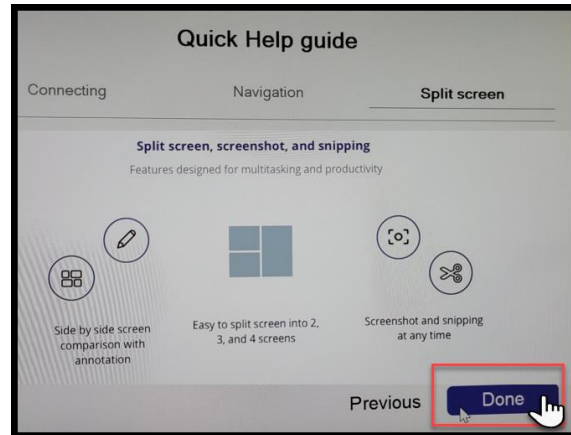 Quick Help guide
Connecting
Navigation
Split screen
Split screen, screenshot, and snipping
Features designed for multitasking and productivity
Side by side screen
comparison with
annotation
Easy to split screen into 2,
3, and 4 screens
Screenshot and snipping
at any time
Previous
Done